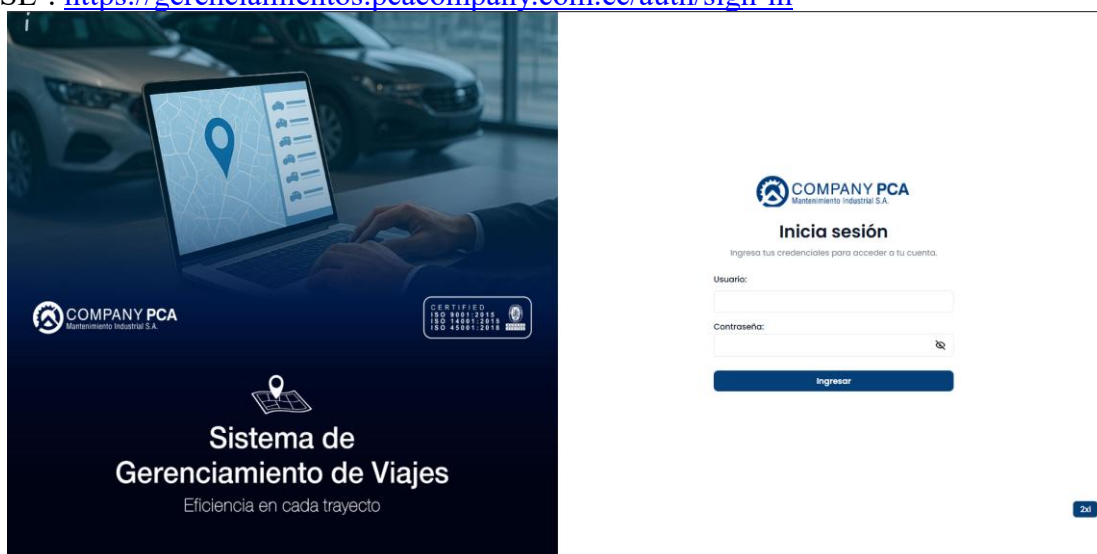 SE": https://gerenciamientos.pcacompany.com.ec/auth/sign-in
COMPANY PCA
Mantenimiento Industrial S.A.
CERTIFIED
ISO 9001:2015
ISO 14001:2015
ISO 45001:2018
Sistema de
Gerenciamiento de Viajes
Eficiencia en cada trayecto
COMPANY PCA
Mantenimiento Industrial S.A.
Inicia sesión
Ingresa tus credenciales para acceder a tu cuenta.
Usuario:
Contraseña:
Ingresar
2xl